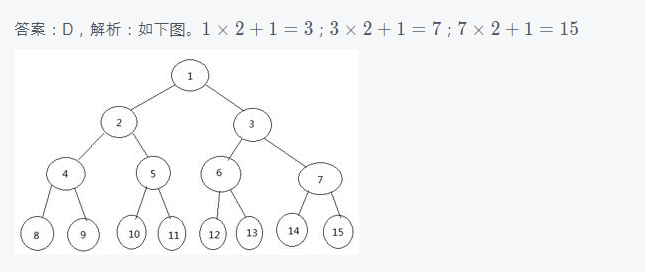 答案：D，解析：如下图。1 × 2 + 1 = 3 ; 3 × 2 + 1 = 7 ; 7 × 2 + 1 = 15
1
2 3
4 5 6 7
8 9 10 11 12 13 14 15